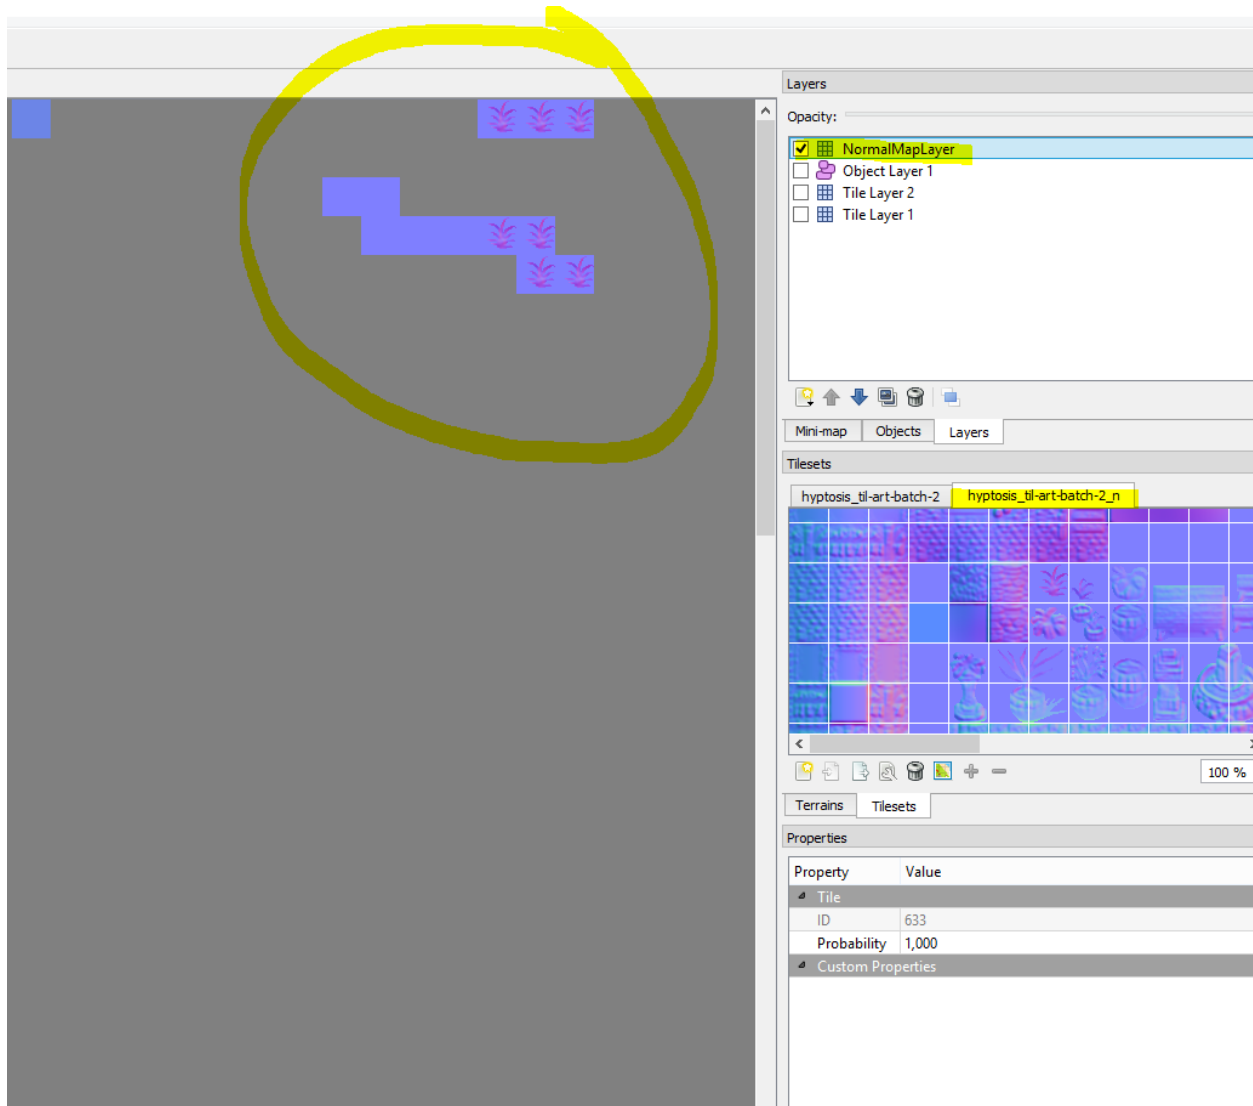 Layers
Opacity:
NormalMapLayer
Object Layer 1
Tile Layer 2
Tile Layer 1
Mini-map Objects Layers
Tilesets
hyptosis_til-art-batch-2 hyptosis_til-art-batch-2_n
100 %
Terrains Tilesets
Properties
Property Value
Tile
ID 633
Probability 1,000
Custom Properties